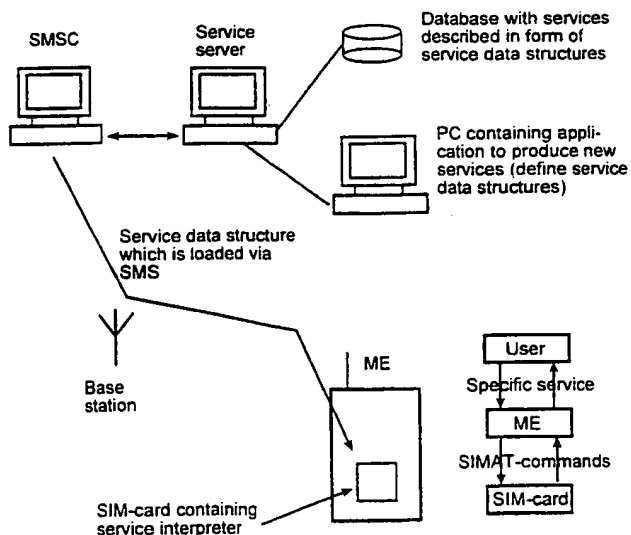 SMSC
Service
server
Database with services
described in form of
service data structures
PC containing appli-
cation to produce new
services (define service
data structures)
Service data structure
which is loaded via
SMS
Base
station
ME
SIM-card containing
service interpreter
User
Specific service
ME
SIMAT-commands
SIM-card